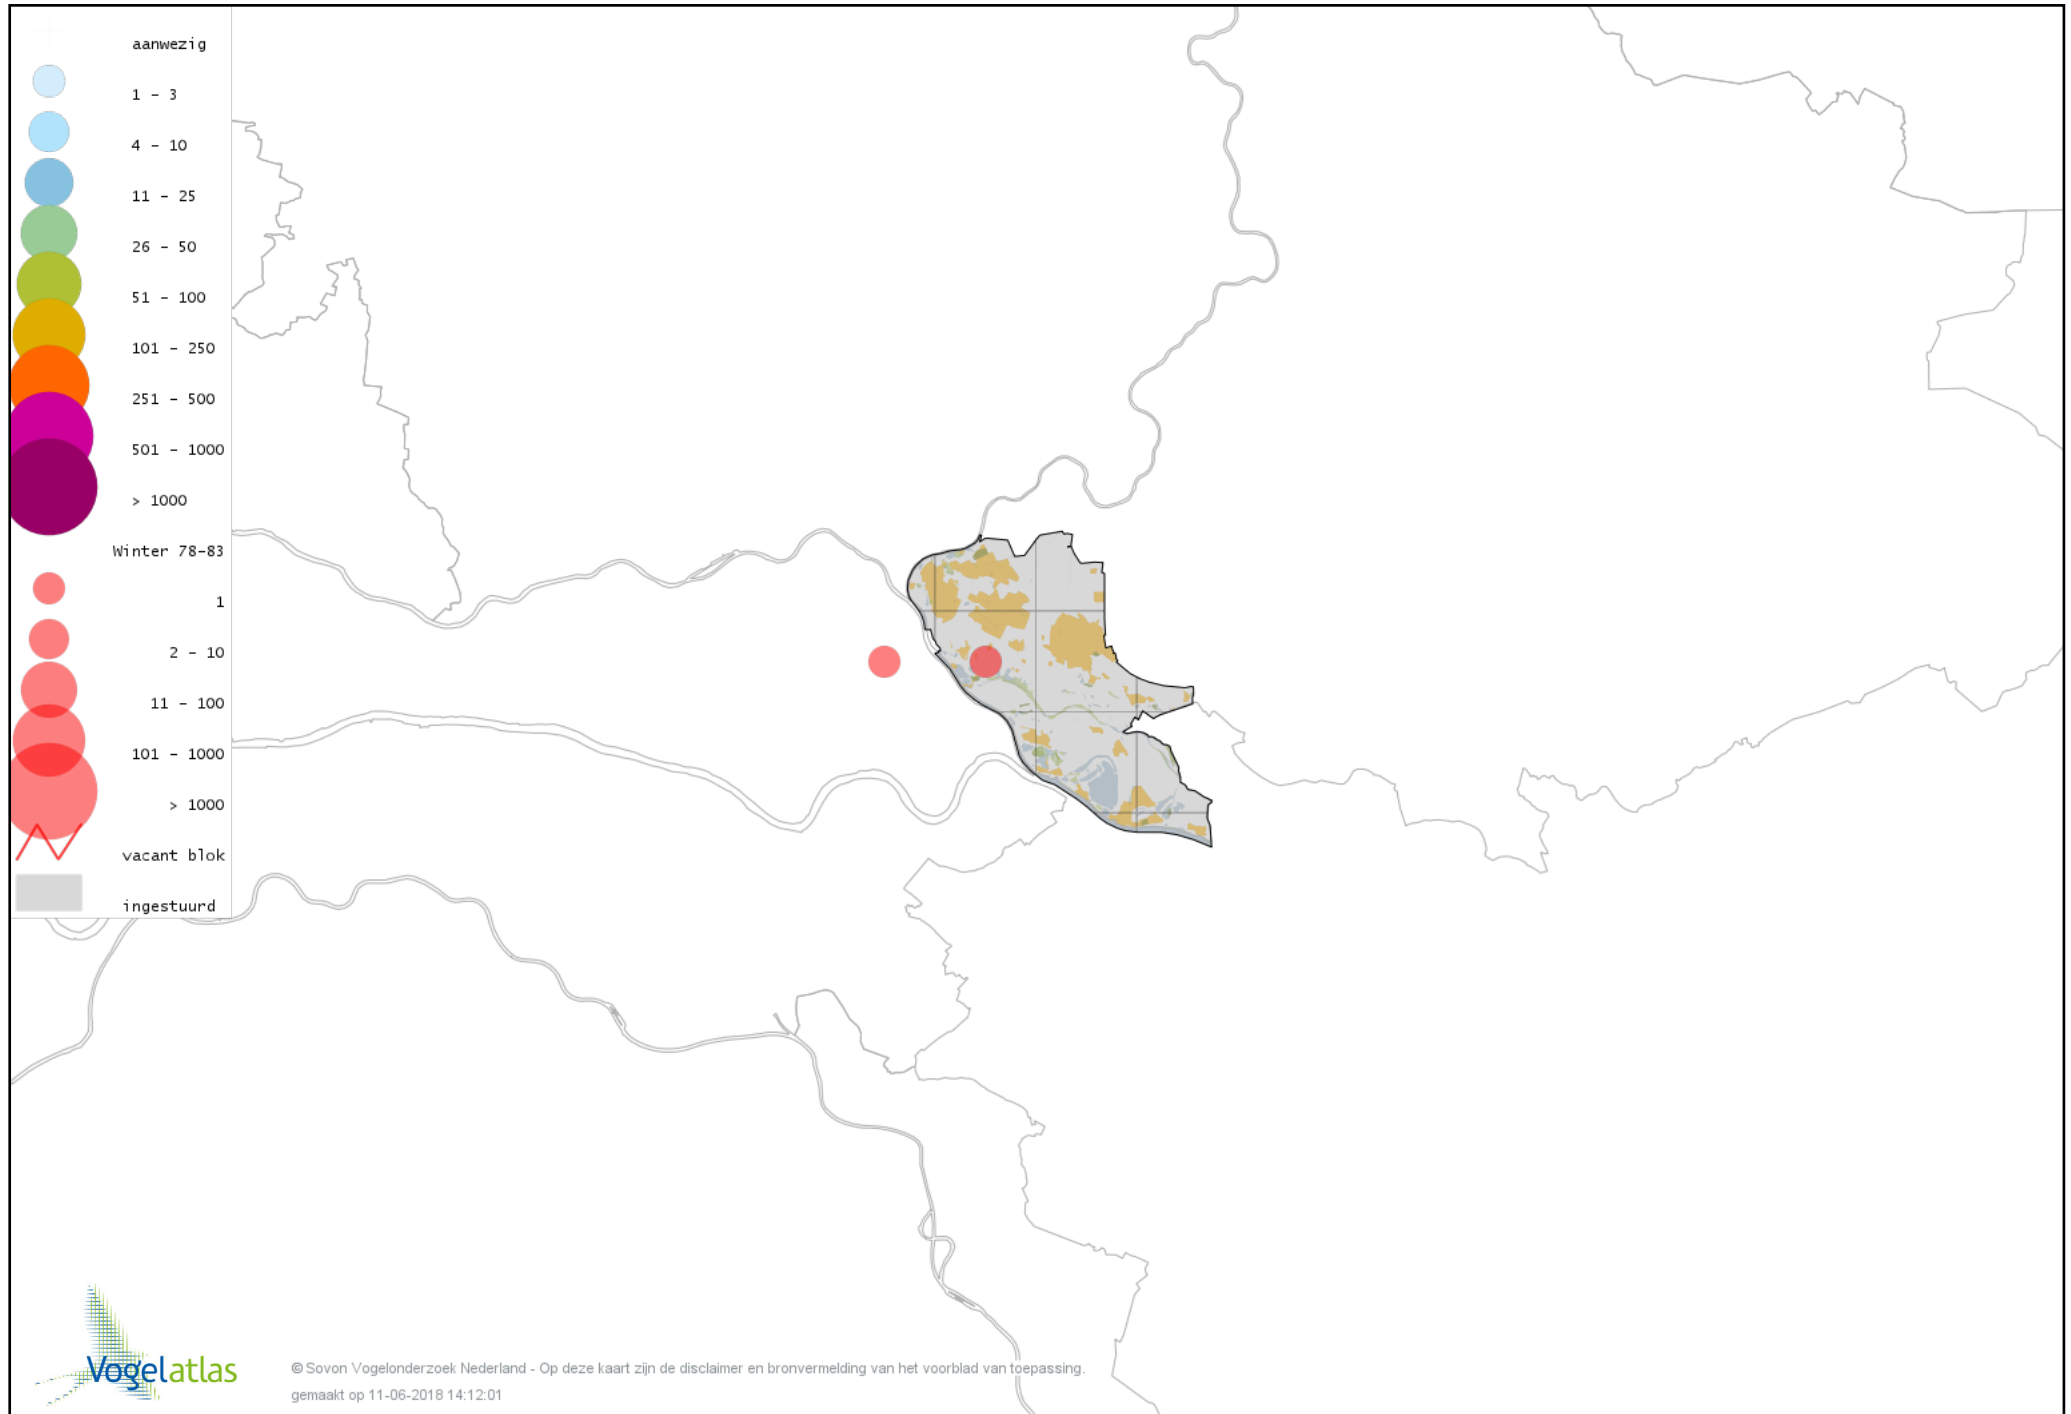 aanwezig
1 - 3
4 - 10
11 - 25
26 - 50
51 - 100
101 - 250
251 - 500
501 - 1000
> 1000
Winter 78-83
1
2 - 10
11 - 100
101 - 1000
> 1000
vacant blok
ingestuurd
Vogelatlas
© Sovon Vogelonderzoek Nederland - Op deze kaart zijn de disclaimer en bronvermelding van het voorblad van toepassing.
gemaakt op 11-06-2018 14:12:01